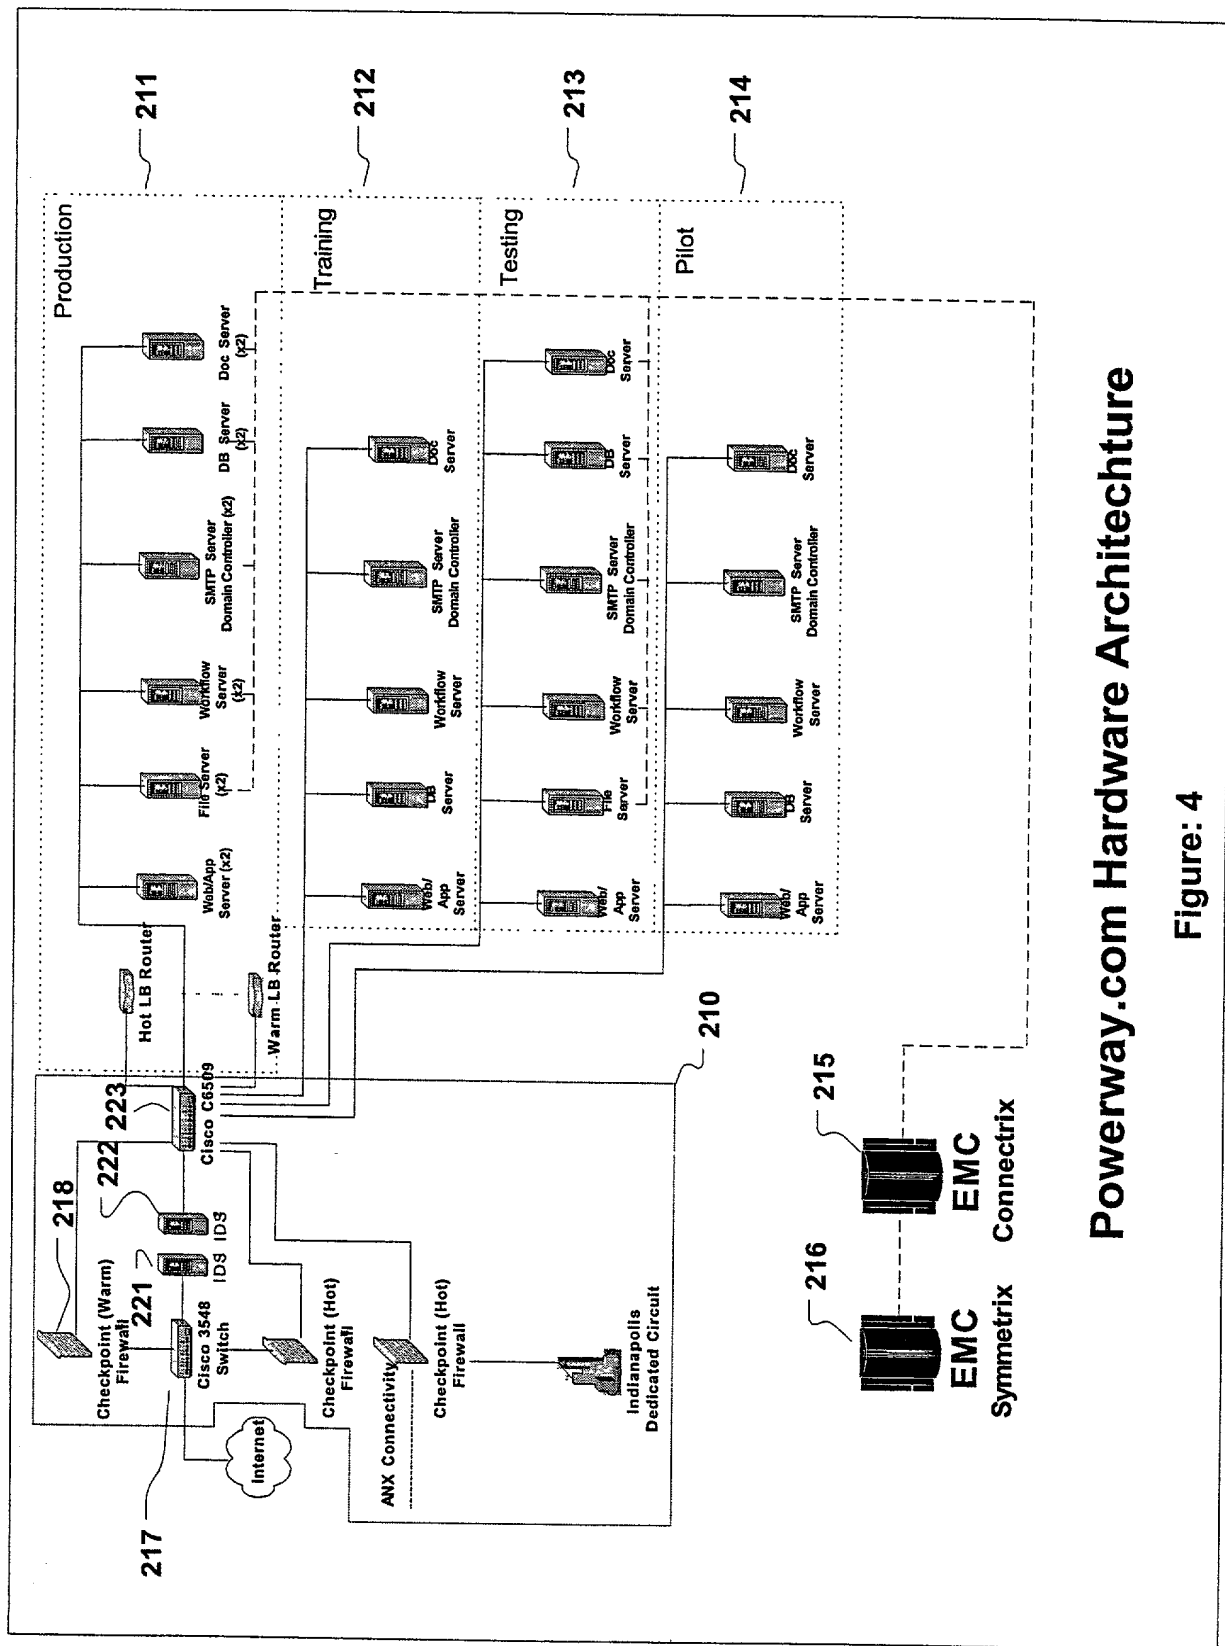 217
Internet
218
Checkpoint (Warm)
Firewall
221
222
IDS
IDS
Cisco 3548
Switch
223
Cisco C6509
Checkpoint (Hot)
Firewall
ANX Connectivity
Checkpoint (Hot)
Firewall
Indianapolis
Dedicated Circuit
210
Hot LB Router
Warm LB Router
Production
211
Web/App
Server (x2)
File Server
(x2)
Workflow
Server
(x2)
SMTP Server
Domain Controller (x2)
DB Server
(x2)
Doc Server
(x2)
Training
212
Web/
App
Server
DB
Server
Workflow
Server
SMTP Server
Domain Controller
Doc
Server
Testing
213
Web/
App
Server
File
Server
Workflow
Server
SMTP Server
Domain Controller
DB
Server
Doc
Server
Pilot
214
Web/
App
Server
DB
Server
Workflow
Server
SMTP Server
Domain Controller
Doc
Server
216
EMC
Symmetrix
215
EMC
Connectrix
Powerway.com Hardware Architechture
Figure: 4